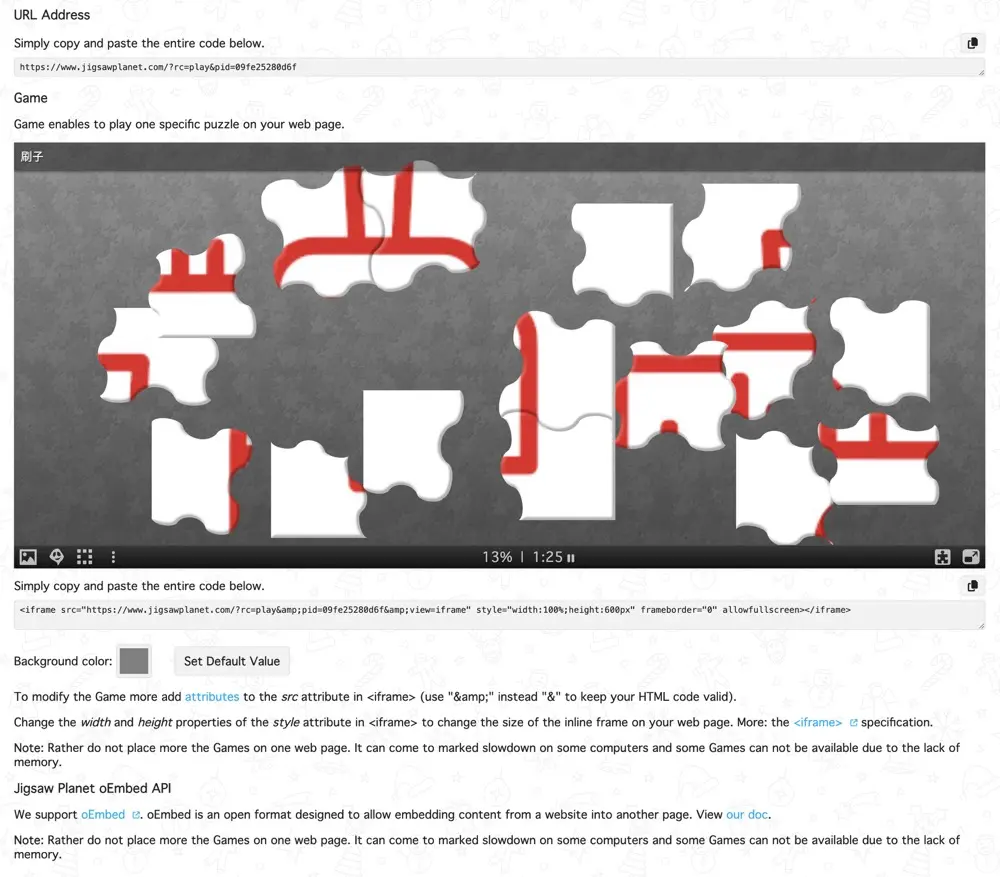 URL Address
Simply copy and paste the entire code below.
https://www.jigsawplanet.com/?rc=play&pid=09fe25280d6f
Game
Game enables to play one specific puzzle on your web page.
刷子
13% | 1:25
Simply copy and paste the entire code below.
<iframe src="https://www.jigsawplanet.com/?rc=play&amp;pid=09fe25280d6f&amp;view=iframe" style="width:100%;height:600px" frameborder="0" allowfullscreen></iframe>
Background color:
Set Default Value
To modify the Game more add attributes to the src attribute in <iframe> (use "&amp;" instead "&" to keep your HTML code valid).
Change the width and height properties of the style attribute in <iframe> to change the size of the inline frame on your web page. More: the <iframe> specification.
Note: Rather do not place more the Games on one web page. It can come to marked slowdown on some computers and some Games can not be available due to the lack of
memory.
Jigsaw Planet oEmbed API
We support oEmbed . oEmbed is an open format designed to allow embedding content from a website into another page. View our doc.
Note: Rather do not place more the Games on one web page. It can come to marked slowdown on some computers and some Games can not be available due to the lack of
memory.